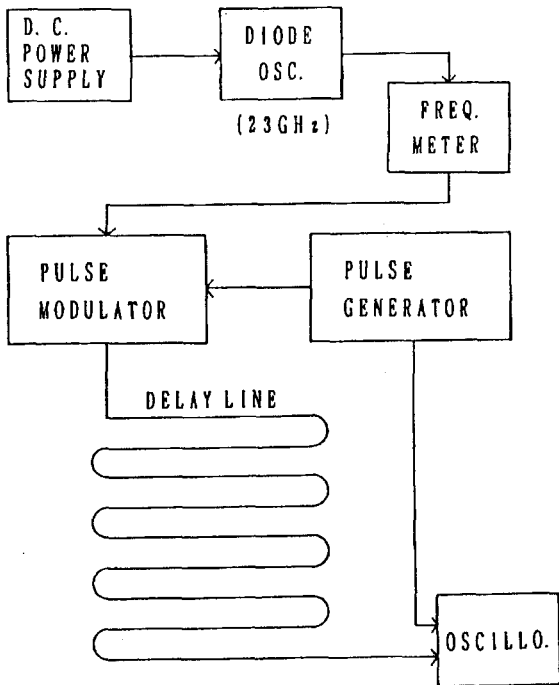 D. C.
POWER
SUPPLY
DIODE
OSC.
(23GHz)
FREQ.
METER
PULSE
MODULATOR
PULSE
GENERATOR
DELAY LINE
OSCILLO.